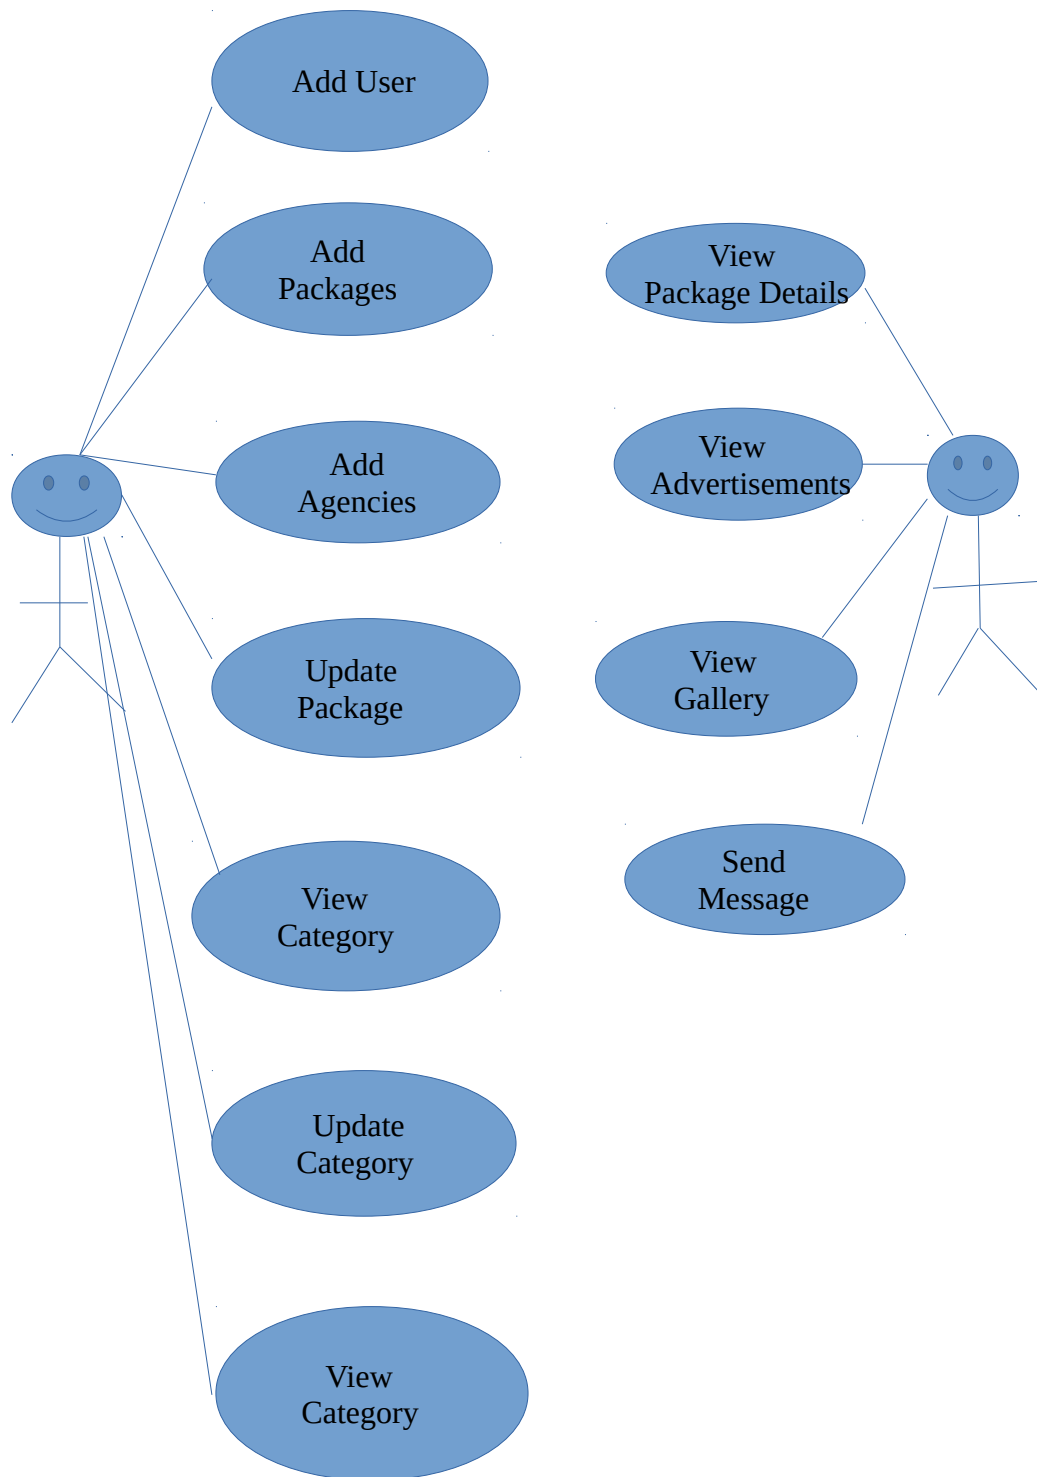 Add User
Add
Packages
Add
Agencies
Update
Package
View
Category
Update
Category
View
Category
View
Package Details
View
Advertisements
View
Gallery
Send
Message